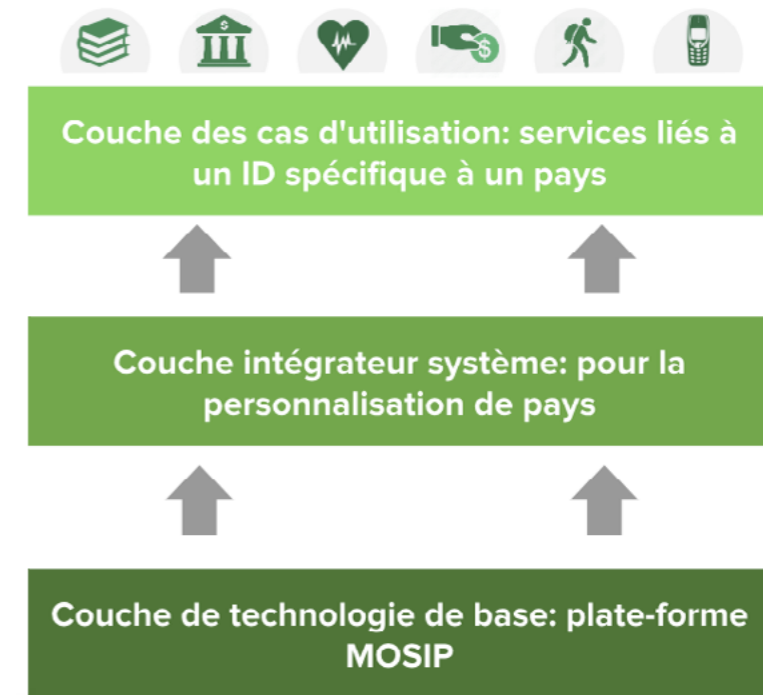 Couche des cas d'utilisation: services liés à
un ID spécifique à un pays
Couche intégrateur système: pour la
personnalisation de pays
Couche de technologie de base: plate-forme
MOSIP